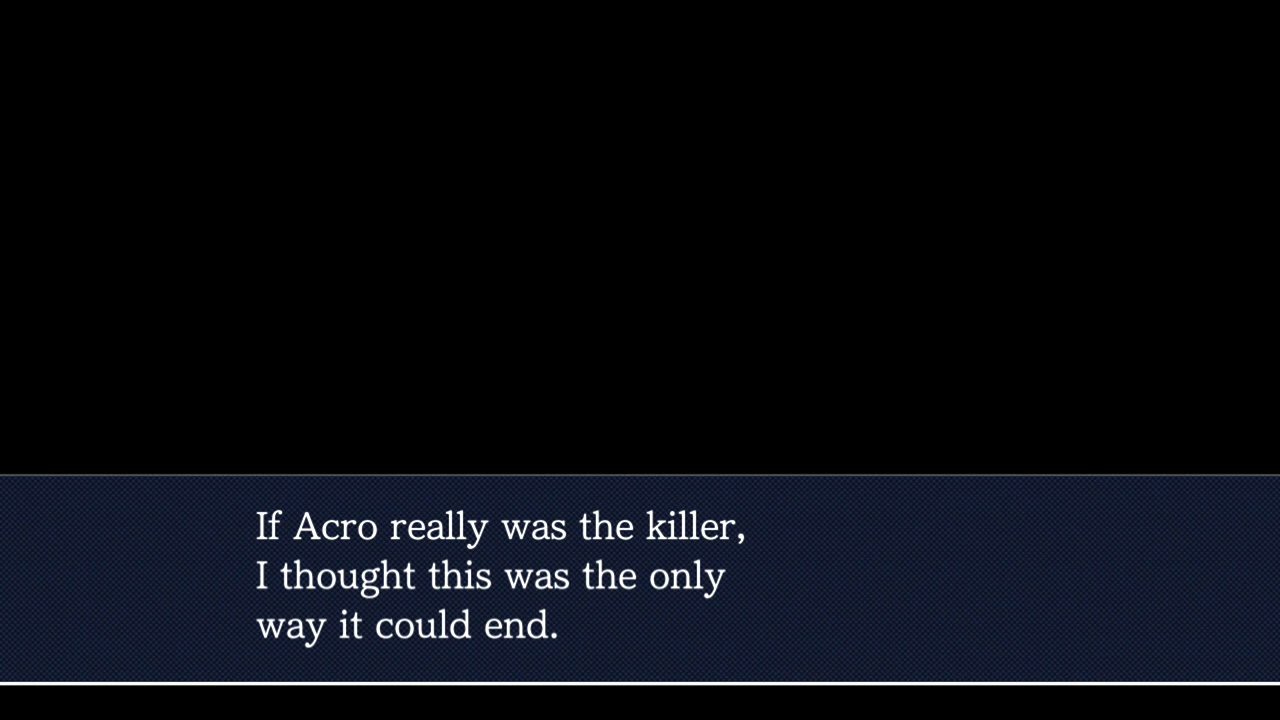 If Acro really was the killer,
I thought this was the only
way it could end.